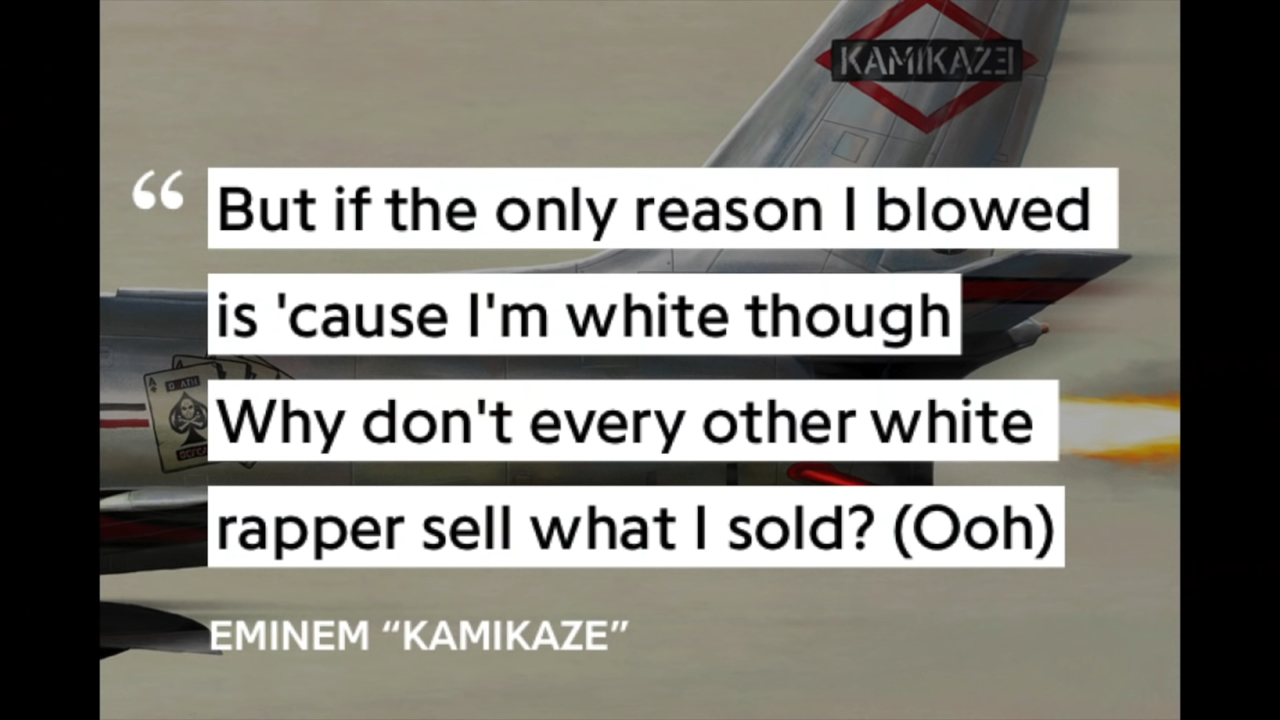 KAMIKAZE
“ But if the only reason I blowed
is 'cause I'm white though
Why don't every other white
rapper sell what I sold? (Ooh)
EMINEM “KAMIKAZE”
A
DEATH